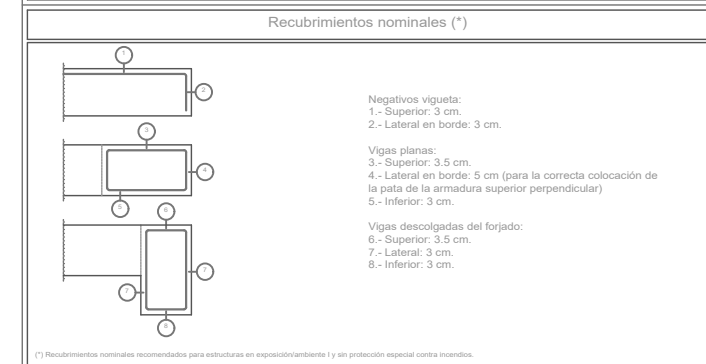 Recubrimientos nominales (*)
1
2
3
4
5
6
7
7
8
Negativos vigueta:
1.- Superior: 3 cm.
2.- Lateral en borde: 3 cm.
Vigas planas:
3.- Superior: 3.5 cm.
4.- Lateral en borde: 5 cm (para la correcta colocación de
la pata de la armadura superior perpendicular)
5.- Inferior: 3 cm.
Vigas descolgadas del forjado:
6.- Superior: 3.5 cm.
7.- Lateral: 3 cm.
8.- Inferior: 3 cm.
(*) Recubrimientos nominales recomendados para estructuras en exposición/ambiente I y sin protección especial contra incendios.